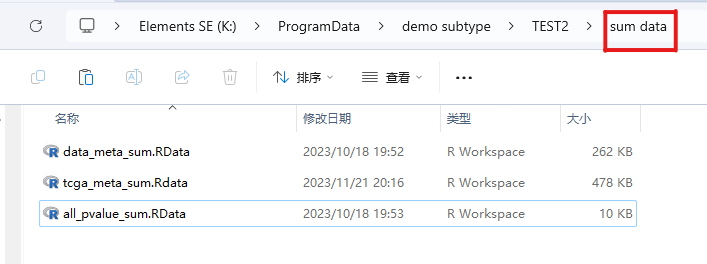 Elements SE (K:) > ProgramData > demo subtype > TEST2 > sum data
排序 查看 ...
名称 修改日期 类型 大小
data_meta_sum.RData 2023/10/18 19:52 R Workspace 262 KB
tcga_meta_sum.Rdata 2023/11/21 20:16 R Workspace 478 KB
all_pvalue_sum.RData 2023/10/18 19:53 R Workspace 10 KB